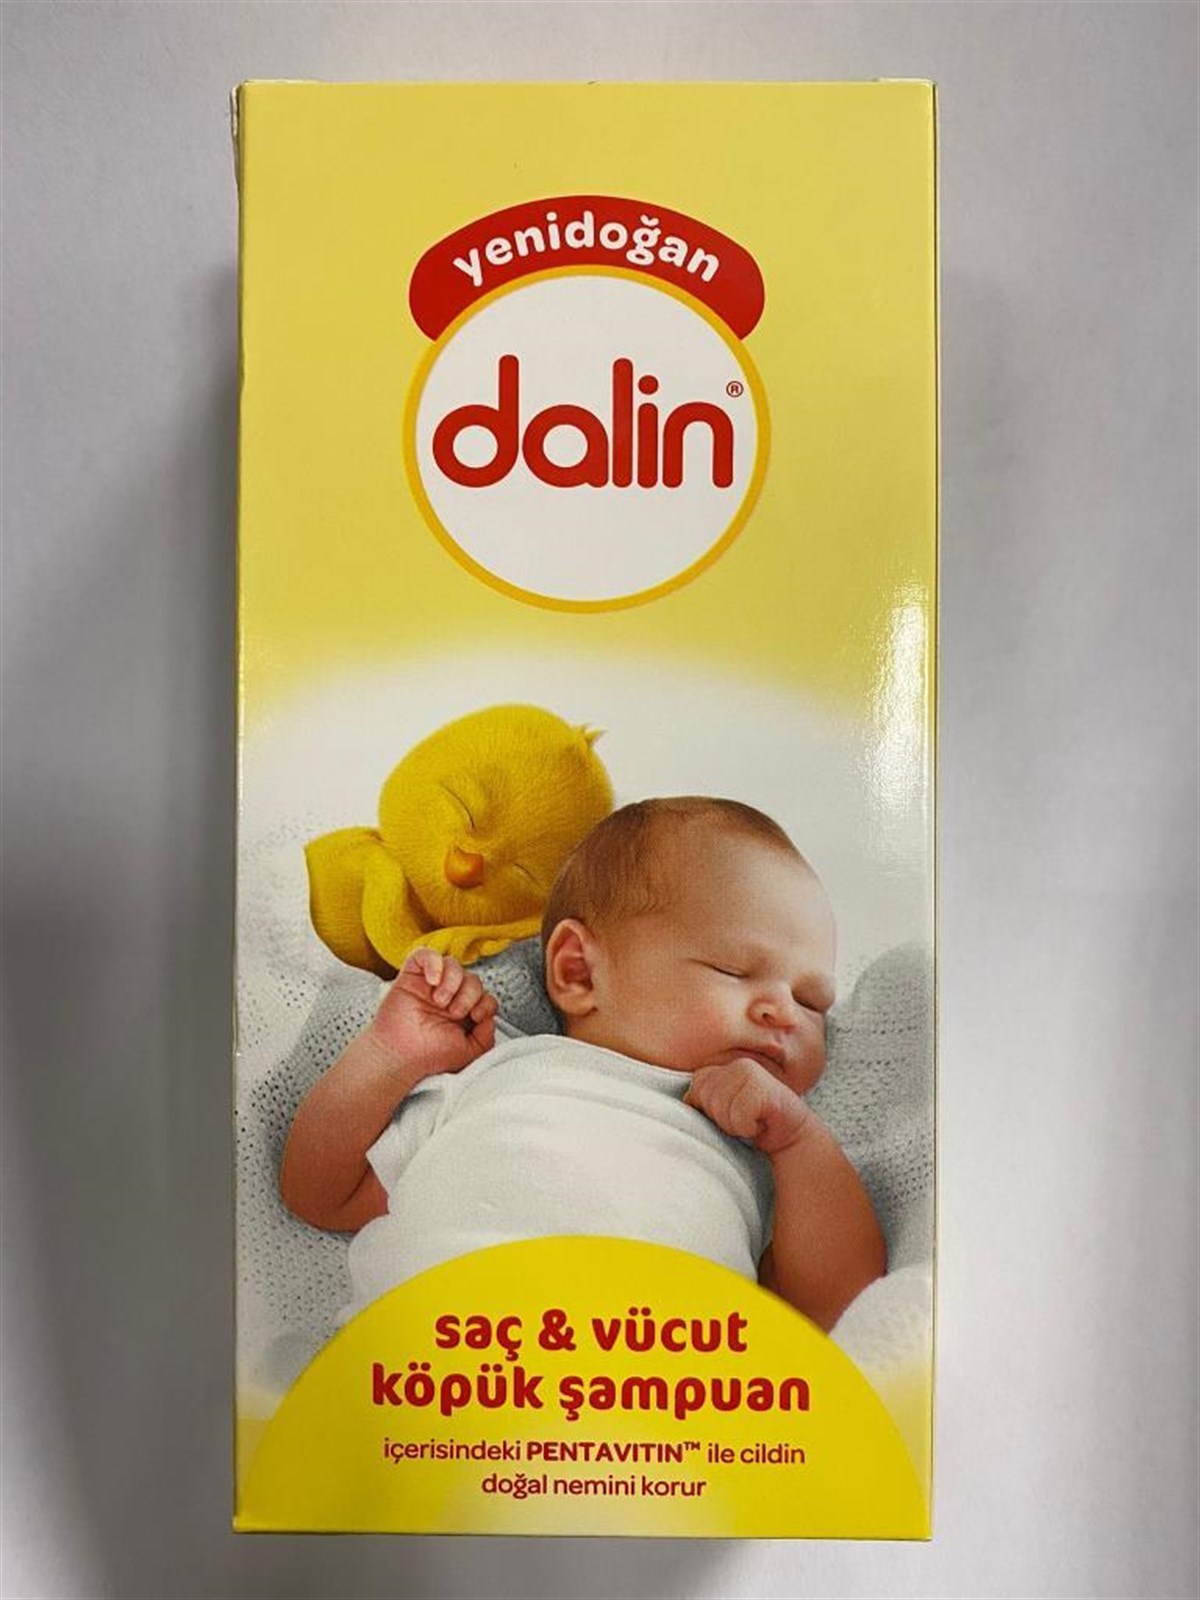 yenidoğan
dalin®
saç & vücut
köpük şampuan
içerisindeki PENTAVITIN™ ile cildin
doğal nemini korur